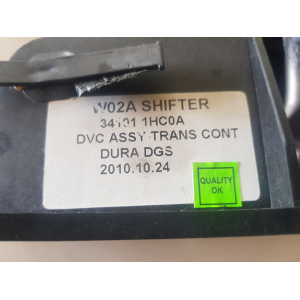 W02A SHIFTER
34101 1HC0A
DVC ASSY TRANS CONT
DURA DGS
2010.10.24
QUALITY
OK